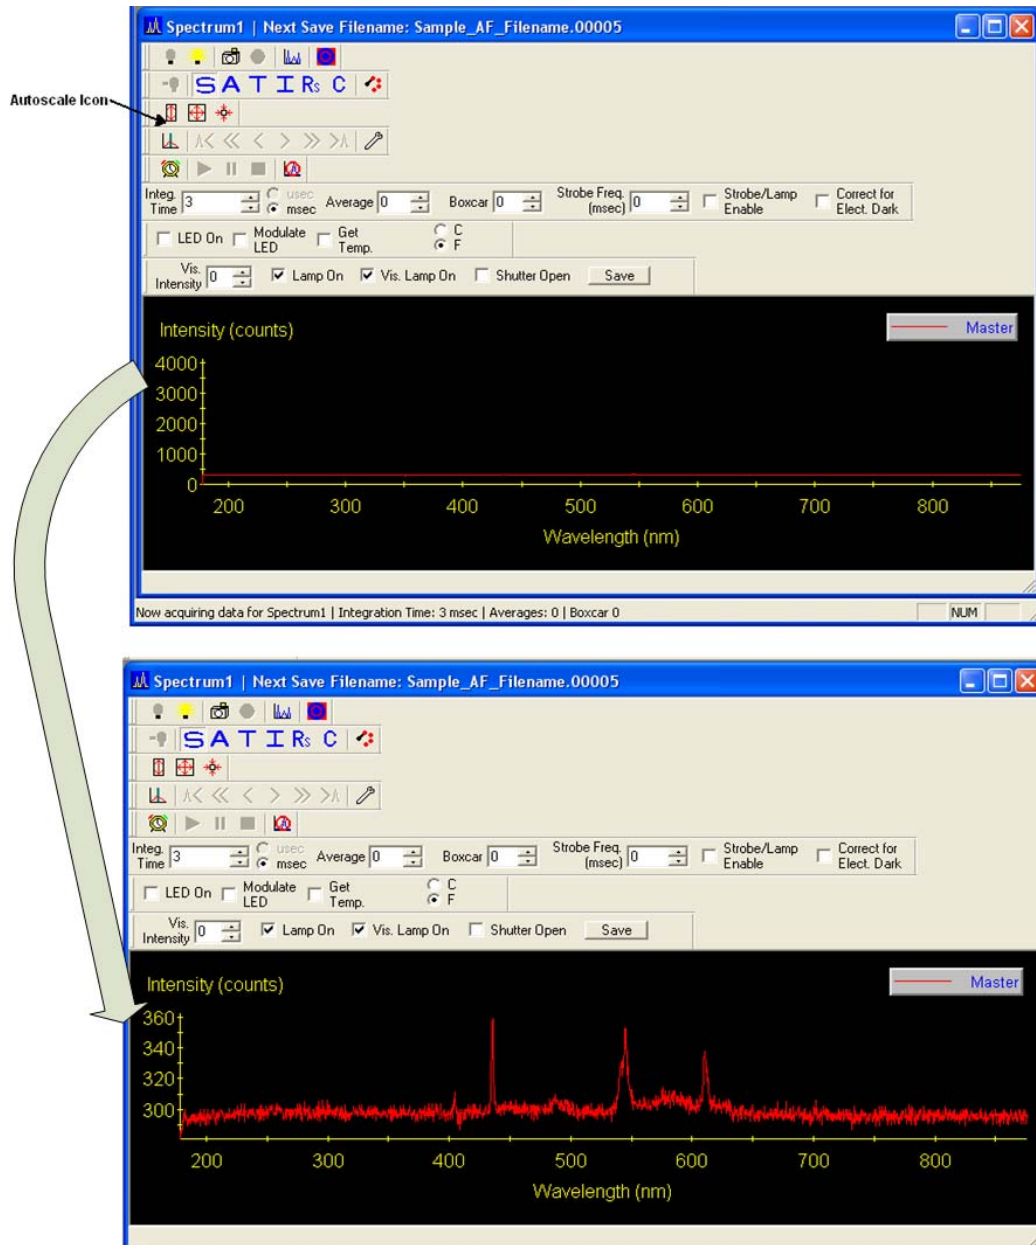 Spectrum1 | Next Save Filename: Sample_AF_Filename.00005
S A T I Rs C
Autoscale Icon
Integ. Time 3 usec msec Average 0 Boxcar 0 Strobe Freq. (msec) 0 Strobe/Lamp Enable Correct for Elect. Dark
LED On Modulate LED Get Temp. C F
Vis. Intensity 0 Lamp On Vis. Lamp On Shutter Open Save
Intensity (counts) Master
4000
3000
2000
1000
0
200 300 400 500 600 700 800
Wavelength (nm)
Now acquiring data for Spectrum1 | Integration Time: 3 msec | Averages: 0 | Boxcar 0 NUM
Spectrum1 | Next Save Filename: Sample_AF_Filename.00005
S A T I Rs C
Integ. Time 3 usec msec Average 0 Boxcar 0 Strobe Freq. (msec) 0 Strobe/Lamp Enable Correct for Elect. Dark
LED On Modulate LED Get Temp. C F
Vis. Intensity 0 Lamp On Vis. Lamp On Shutter Open Save
Intensity (counts) Master
360
340
320
300
200 300 400 500 600 700 800
Wavelength (nm)